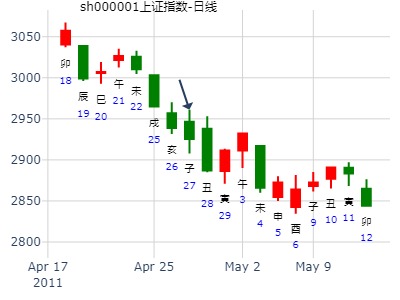 sh000001上证指数-日线
3050
3000
2950
2900
2850
2800
卯
18
辰
19
巳
20
午
21
未
22
戌
25
亥
26
子
27
丑
28
寅
29
午
3
未
4
申
5
酉
6
子
9
丑
10
寅
11
卯
12
Apr 17
2011
Apr 25
May 2
May 9